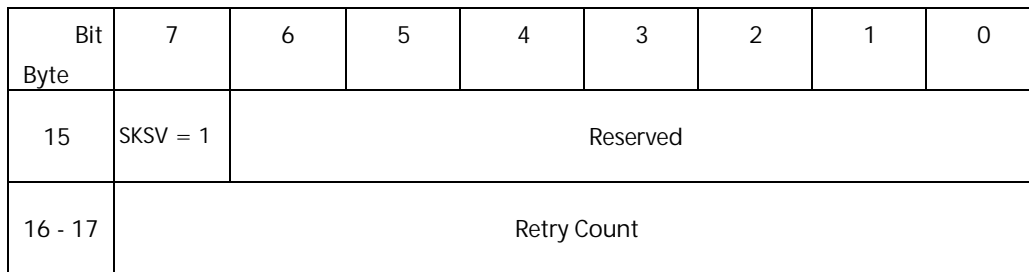 Bit 7 6 5 4 3 2 1 0
Byte
15 SKSV = 1 Reserved
16 - 17 Retry Count